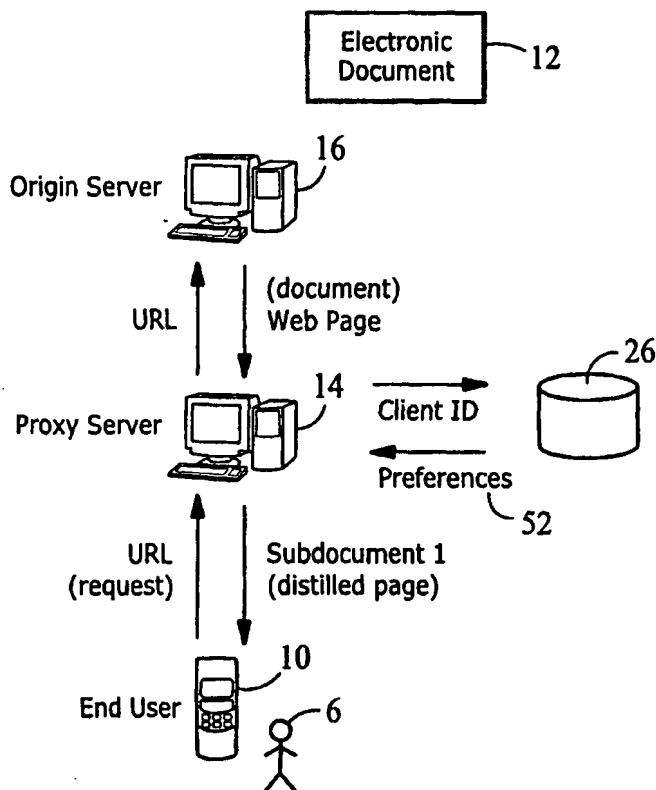 Electronic
Document
12
16
Origin Server
URL
(document)
Web Page
26
14
Client ID
Proxy Server
Preferences
52
URL
(request)
Subdocument 1
(distilled page)
10
End User
6